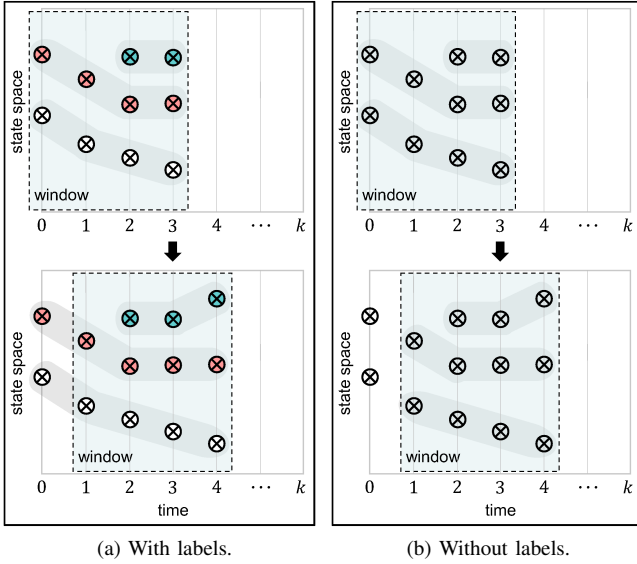 state space
window
0 1 2 3 4 ⋯ k
state space
window
0 1 2 3 4 ⋯ k
time
(a) With labels.
state space
window
0 1 2 3 4 ⋯ k
state space
window
0 1 2 3 4 ⋯ k
time
(b) Without labels.